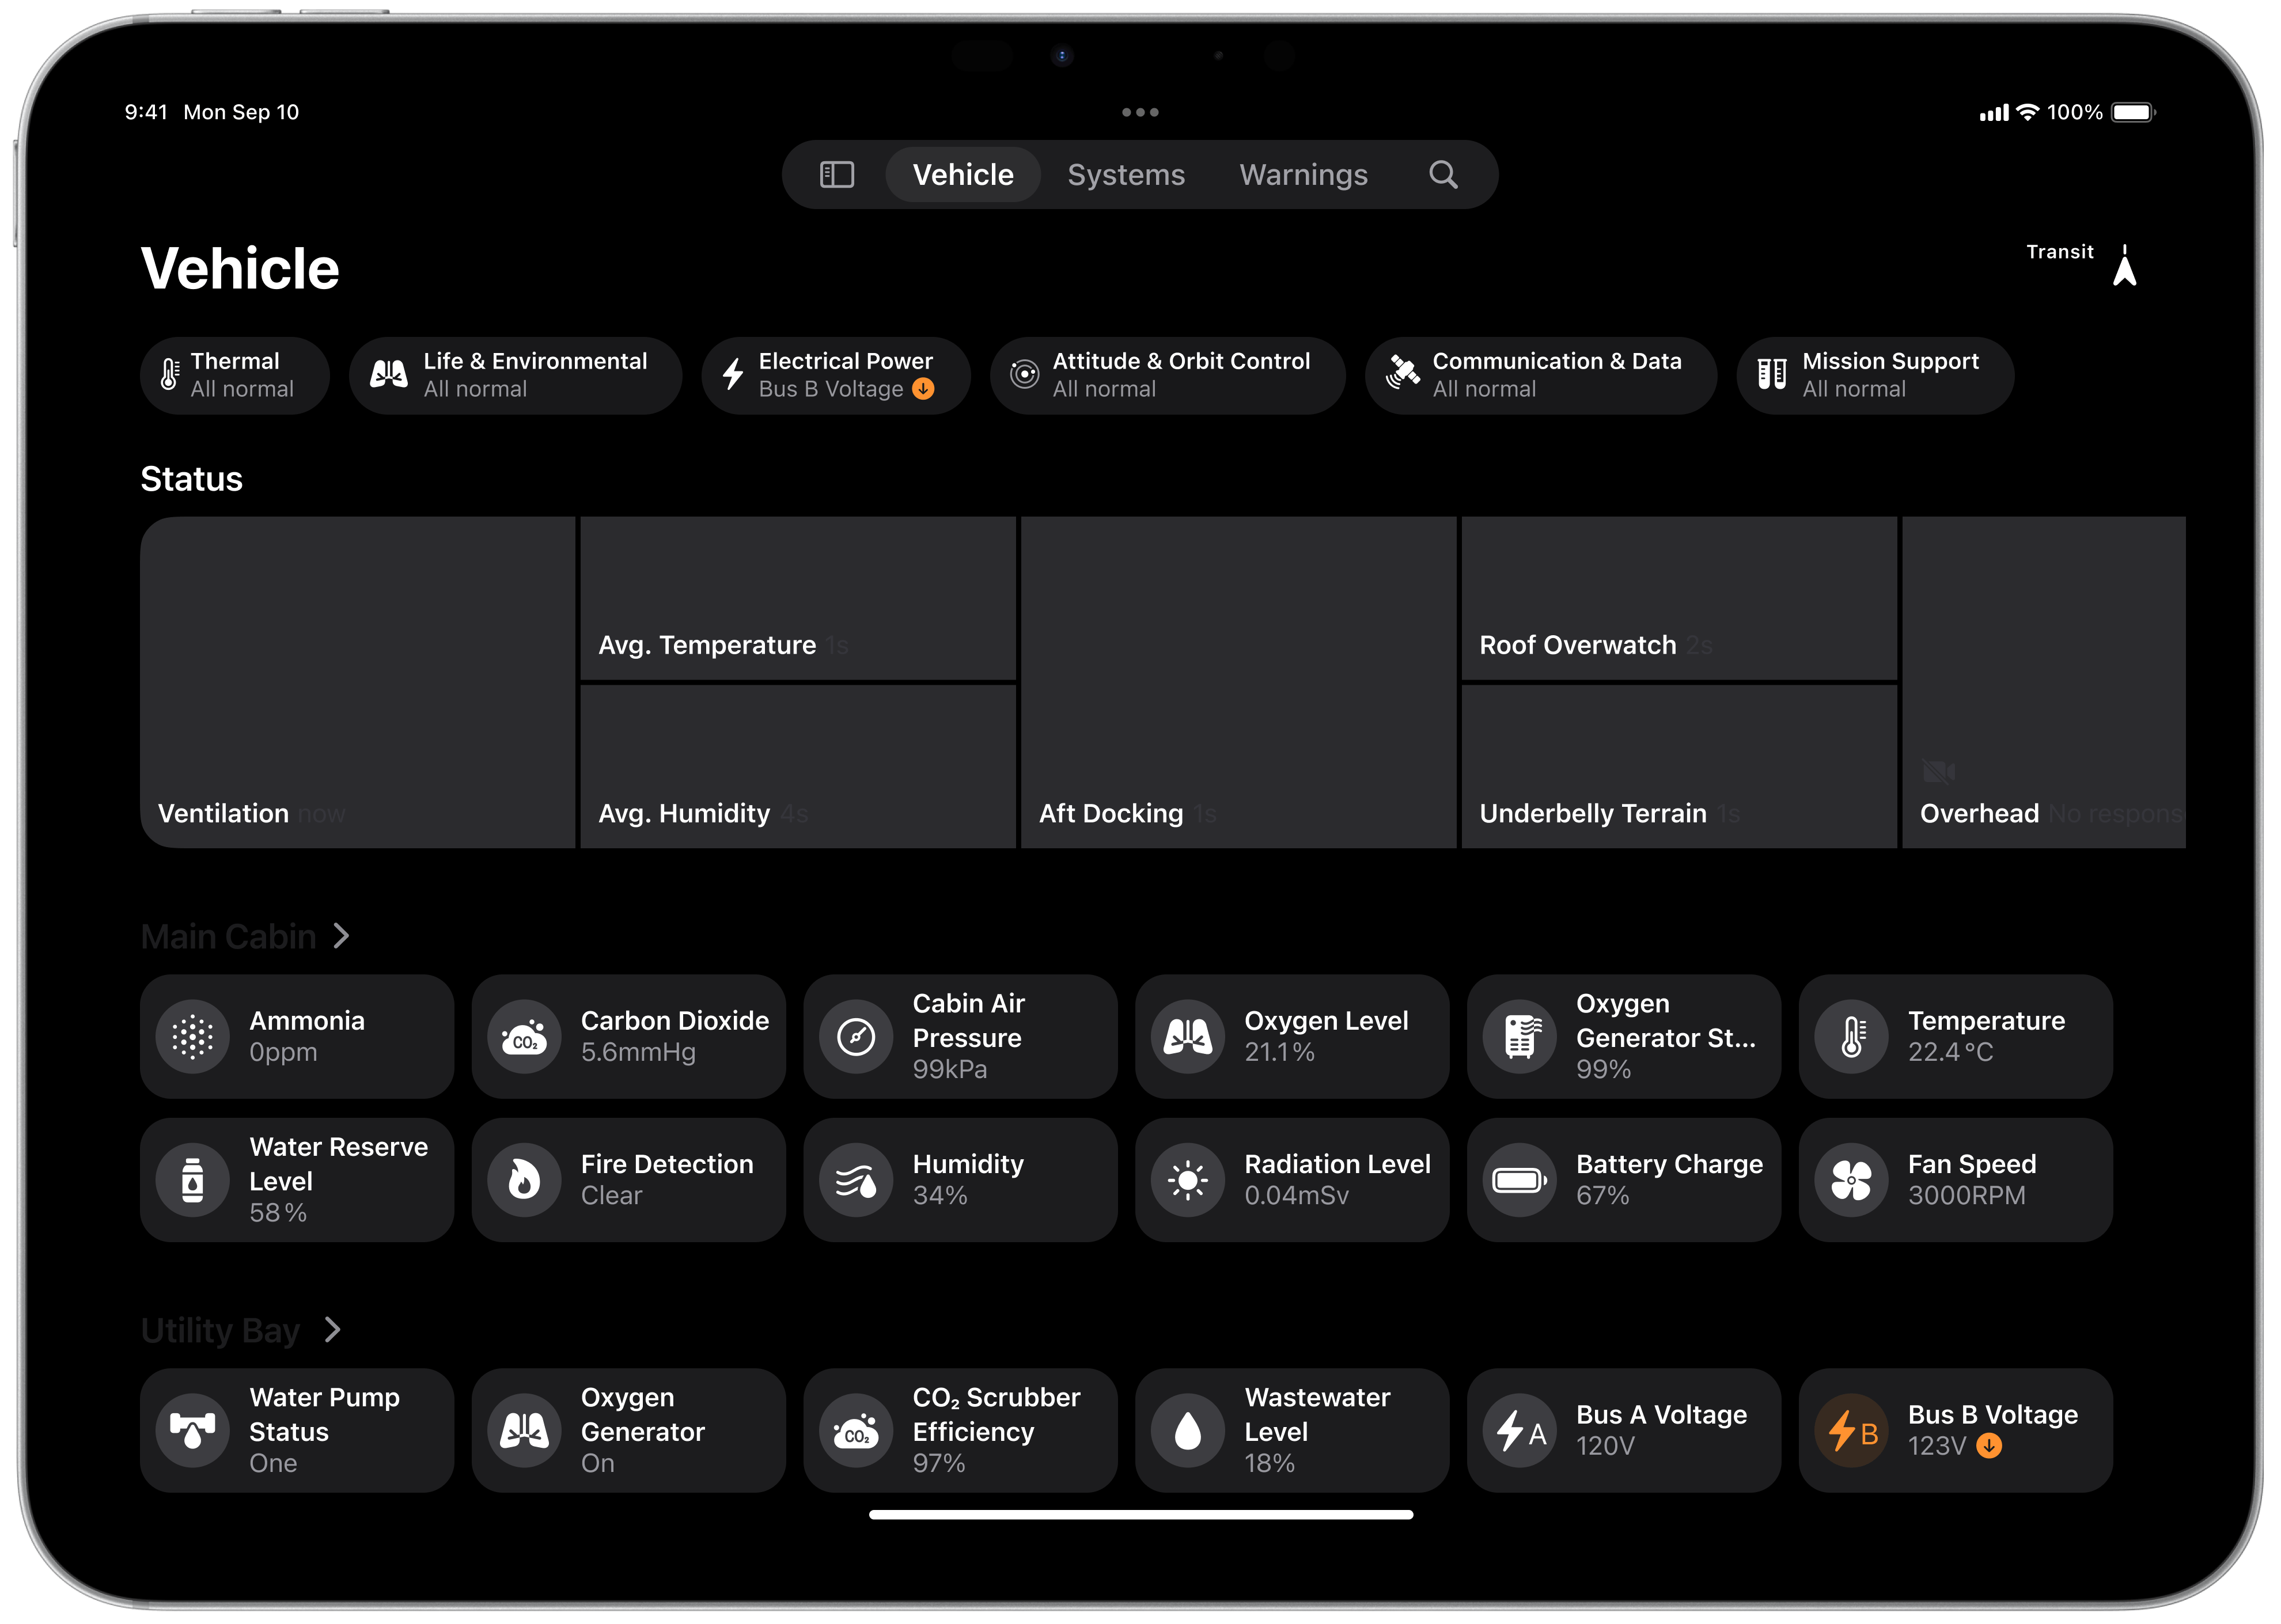 9:41 Mon Sep 10
100%
Vehicle
Systems
Warnings
Vehicle
Transit
Thermal
All normal
Life & Environmental
All normal
Electrical Power
Bus B Voltage
Attitude & Orbit Control
All normal
Communication & Data
All normal
Mission Support
All normal
Status
Ventilation now
Avg. Temperature 1s
Avg. Humidity 4s
Aft Docking 1s
Roof Overwatch 2s
Underbelly Terrain 1s
Overhead No respons
Main Cabin
Ammonia
0ppm
CO₂
Carbon Dioxide
5.6mmHg
Cabin Air
Pressure
99kPa
Oxygen Level
21.1%
Oxygen
Generator St...
99%
Temperature
22.4°C
Water Reserve
Level
58%
Fire Detection
Clear
Humidity
34%
Radiation Level
0.04mSv
Battery Charge
67%
Fan Speed
3000RPM
Utility Bay
Water Pump
Status
One
Oxygen
Generator
On
CO₂
CO₂ Scrubber
Efficiency
97%
Wastewater
Level
18%
A
Bus A Voltage
120V
B
Bus B Voltage
123V